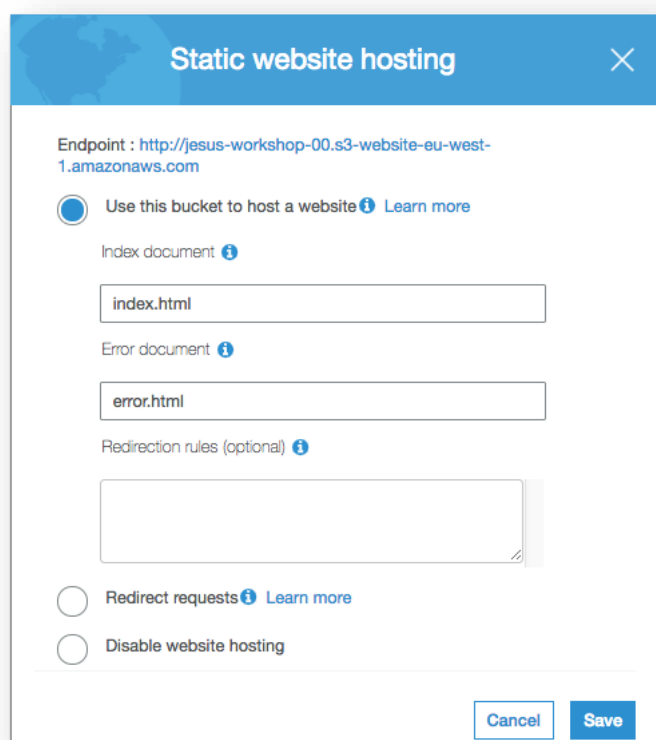 Static website hosting
Endpoint : http://jesus-workshop-00.s3-website-eu-west-
1.amazonaws.com
Use this bucket to host a website Learn more
Index document
index.html
Error document
error.html
Redirection rules (optional)
Redirect requests Learn more
Disable website hosting
Cancel Save